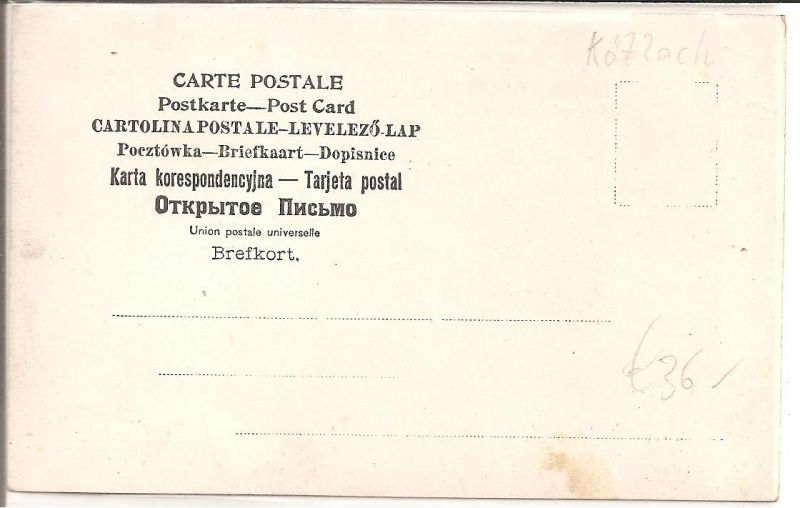 Kötzach
CARTE POSTALE
Postkarte—Post Card
CARTOLINA POSTALE–LEVELEZŐ-LAP
Pocztówka—Briefkaart—Dopisnice
Karta korespondencyjna — Tarjeta postal
Открытое Письмо
Union postale universelle
Brefkort.
€36-